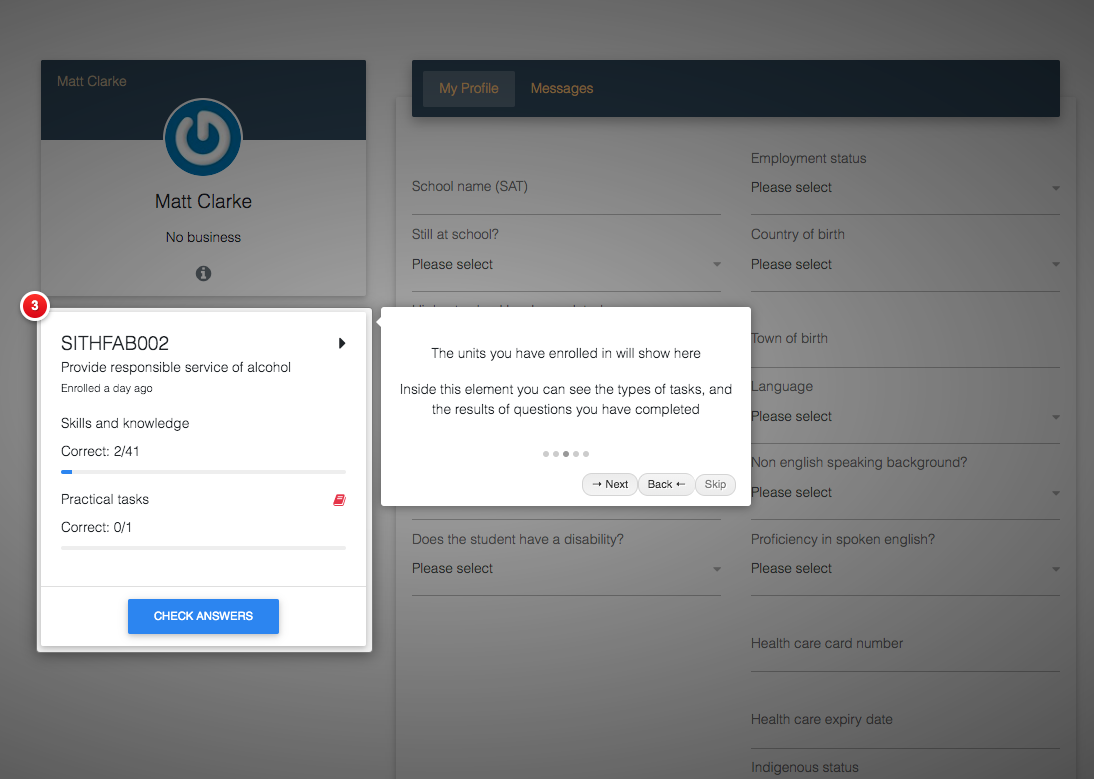 Matt Clarke
Matt Clarke
No business
My Profile
Messages
School name (SAT)
Employment status
Please select
Still at school?
Please select
Country of birth
Please select
3
SITHFAB002
Provide responsible service of alcohol
Enrolled a day ago
Skills and knowledge
Correct: 2/41
Practical tasks
Correct: 0/1
CHECK ANSWERS
The units you have enrolled in will show here
Inside this element you can see the types of tasks, and
the results of questions you have completed
→ Next
Back ←
Skip
Town of birth
Language
Please select
Non english speaking background?
Please select
Does the student have a disability?
Please select
Proficiency in spoken english?
Please select
Health care card number
Health care expiry date
Indigenous status